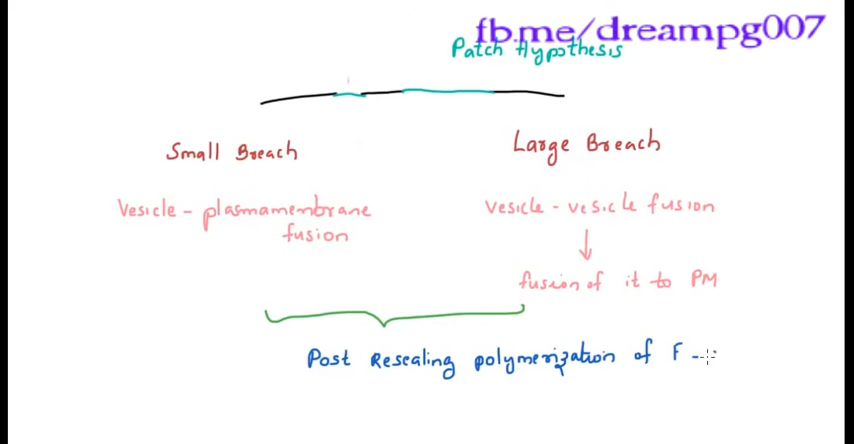 fb.me/dreampg007
Patch Hypothesis
Small Breach
Large Breach
Vesicle - plasmamembrane
fusion
vesicle - vesicle fusion
fusion of it to PM
Post Resealing polymerization of F -